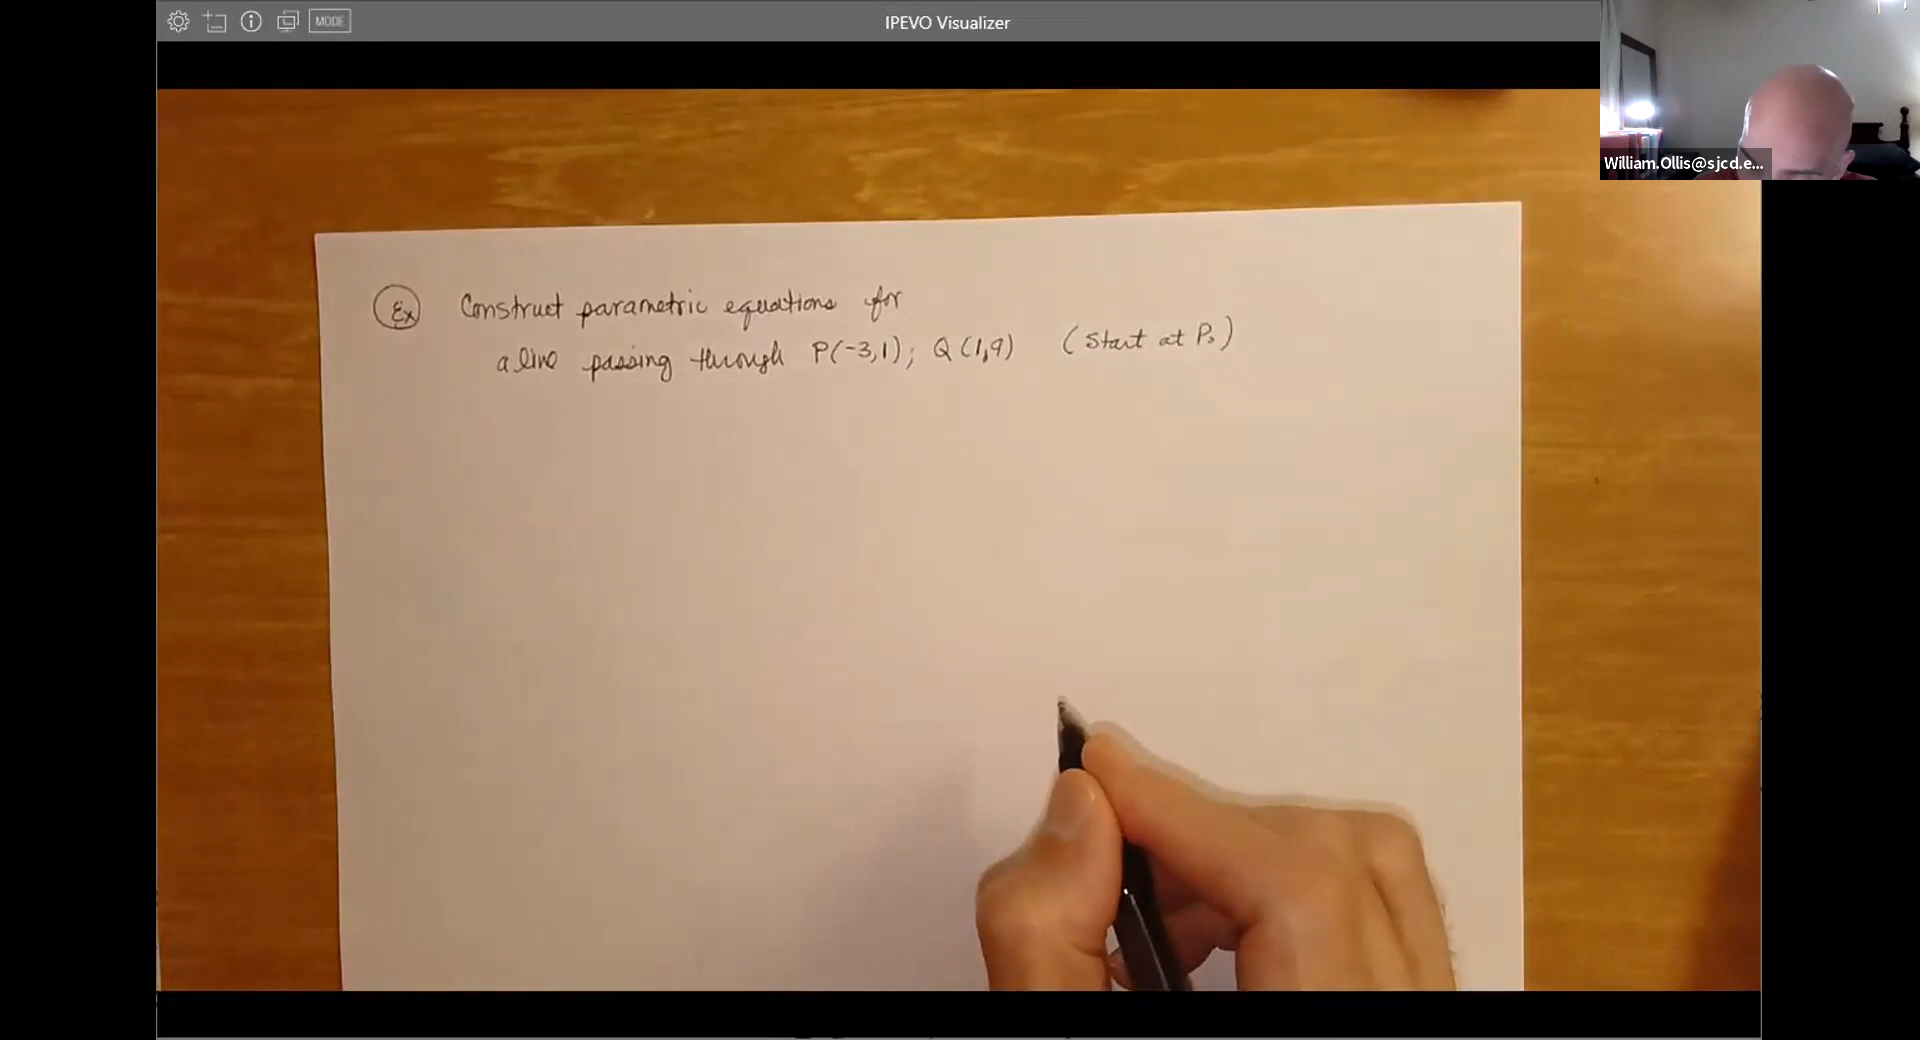 MODE
IPEVO Visualizer
William.Ollis@sjcd.e...
Ex Construct parametric equations for
a line passing through P(-3,1); Q(1,9) (Start at P.)